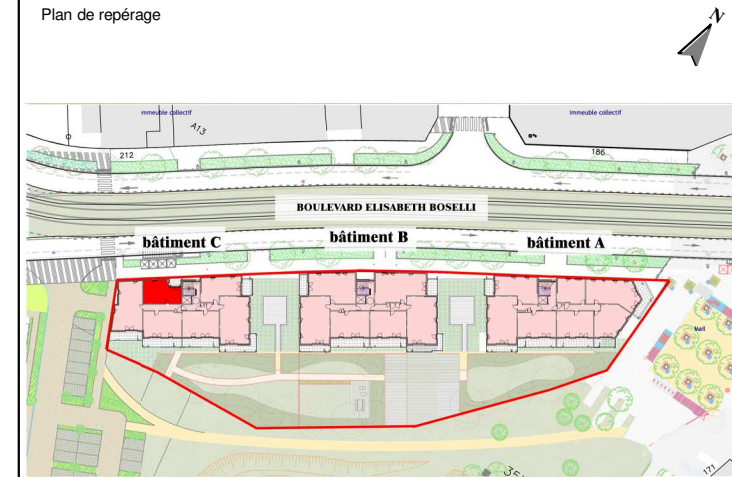 Plan de repérage
N
immeuble collectif
immeuble collectif
A13
212
186
BOULEVARD ELISABETH BOSELLI
bâtiment C
bâtiment B
bâtiment A
Mail
171